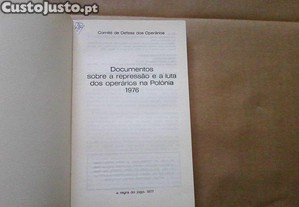 CustoJusto.pt
Comité de Defesa dos Operários
Documentos
sobre a repressão e a luta
dos operários na Polónia
1976
a regra do jogo, 1977